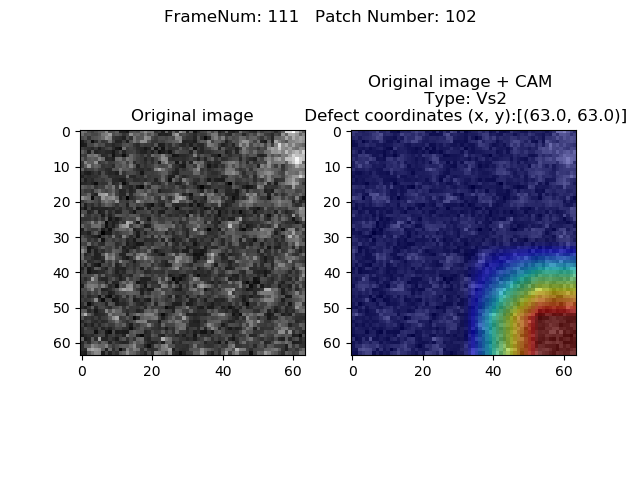 FrameNum: 111   Patch Number: 102
Original image
Original image + CAM
Type: Vs2
Defect coordinates (x, y):[(63.0, 63.0)]
0
10
20
30
40
50
60
0 20 40 60
0
10
20
30
40
50
60
0 20 40 60